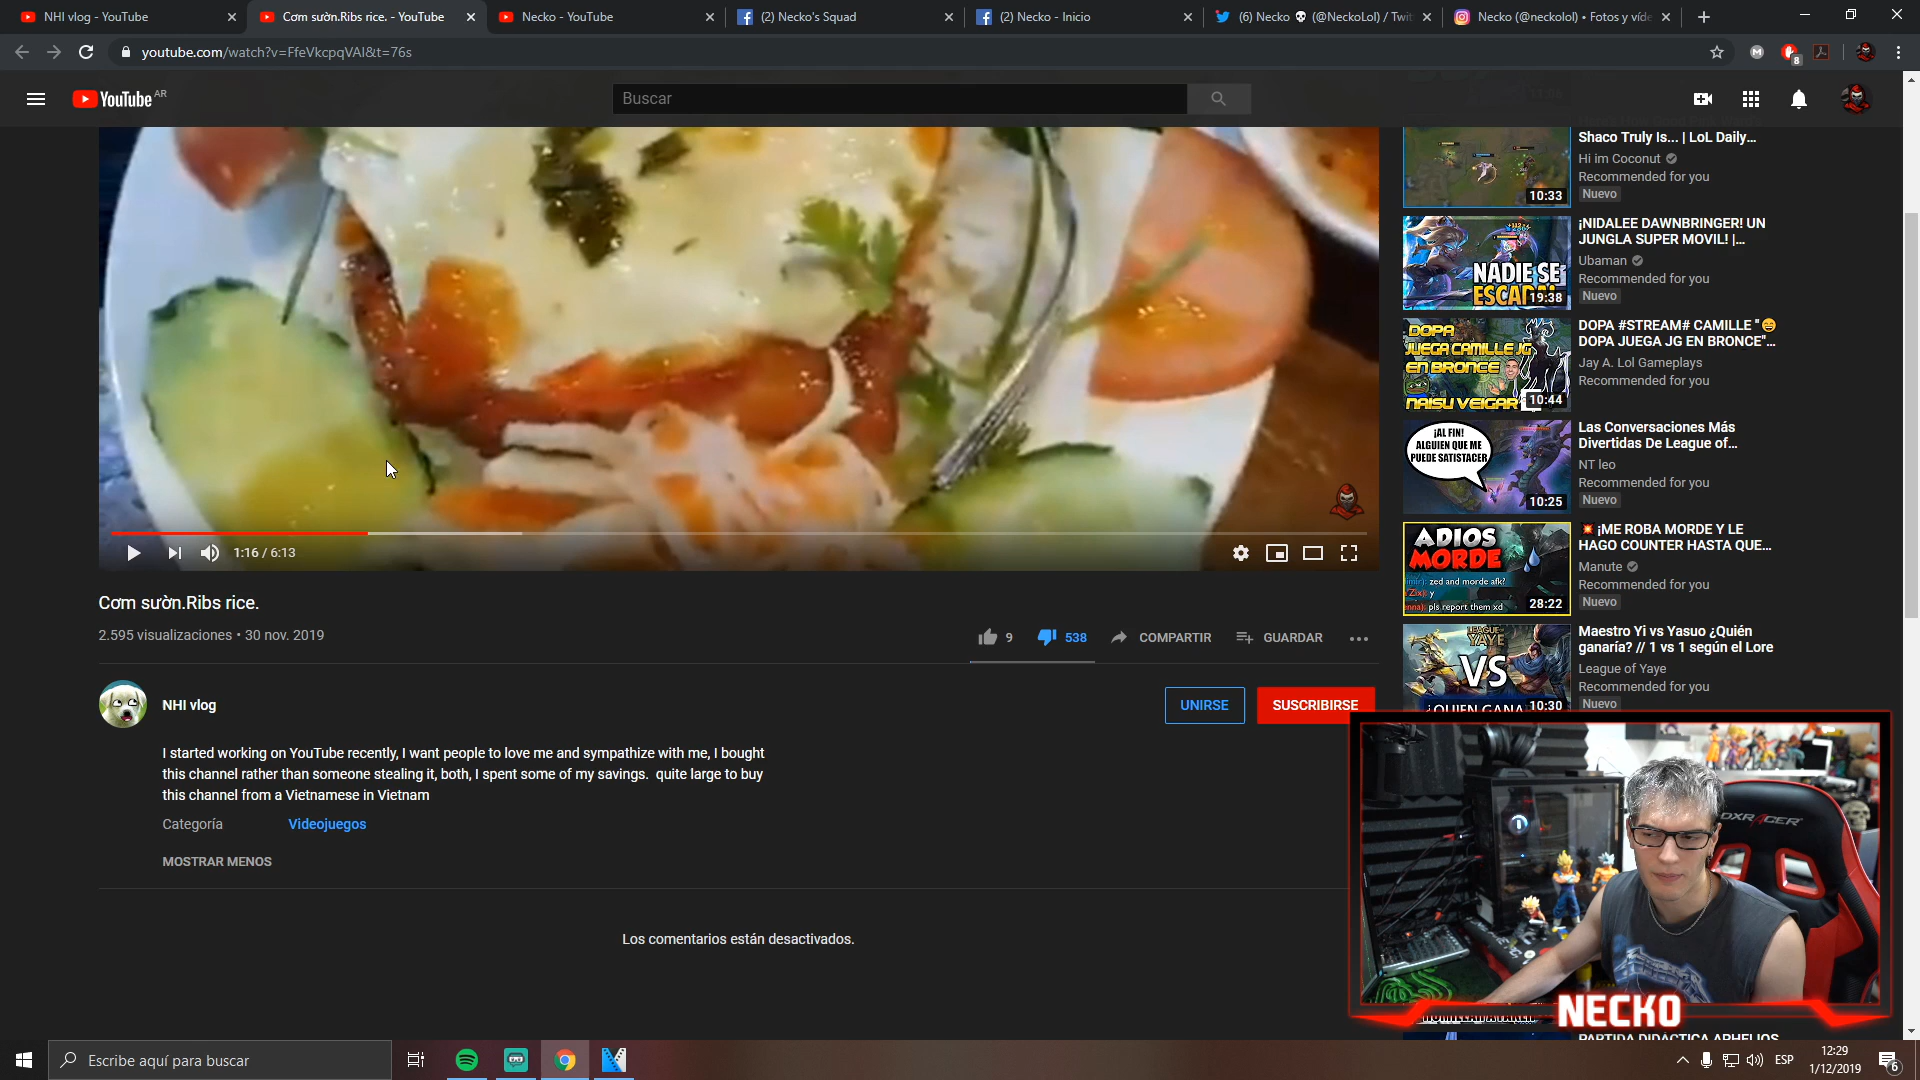 NHI vlog - YouTube
Cơm sườn.Ribs rice. - YouTube
Necko - YouTube
(2) Necko's Squad
(2) Necko - Inicio
(6) Necko 💀 (@NeckoLol) / Twit
Necko (@neckolol) • Fotos y víde
youtube.com/watch?v=FfeVkcpqVAI&t=76s
8
YouTube AR
Buscar
Shaco Truly Is... | LoL Daily...
Hi im Coconut
Recommended for you
Nuevo
10:33
¡NIDALEE DAWNBRINGER! UN
JUNGLA SUPER MOVIL! |...
Ubaman
Recommended for you
Nuevo
NADIE SE
19:38
DOPA #STREAM# CAMILLE "😄
DOPA JUEGA JG EN BRONCE"...
Jay A. Lol Gameplays
Recommended for you
DOPA
JUEGA CAMILLE JG
EN BRONCE
NAISU VEIGAR
10:44
Las Conversaciones Más
Divertidas De League of...
NT leo
Recommended for you
Nuevo
¡AL FIN!
ALGUIEN QUE ME
PUEDE SATISTACER
10:25
💥 ¡ME ROBA MORDE Y LE
HAGO COUNTER HASTA QUE...
Manute
Recommended for you
Nuevo
ADIOS
MORDE
zed and morde afk?
y
pls report them xd
28:22
Maestro Yi vs Yasuo ¿Quién
ganaría? // 1 vs 1 según el Lore
League of Yaye
Recommended for you
Nuevo
LEAGUE OF
YAYE
VS
¿QUIEN GANA
10:30
1:16 / 6:13
Cơm sườn.Ribs rice.
2.595 visualizaciones • 30 nov. 2019
9
538
COMPARTIR
GUARDAR
NHI vlog
UNIRSE
SUSCRIBIRSE
I started working on YouTube recently, I want people to love me and sympathize with me, I bought
this channel rather than someone stealing it, both, I spent some of my savings.  quite large to buy
this channel from a Vietnamese in Vietnam
Categoría
Videojuegos
MOSTRAR MENOS
Los comentarios están desactivados.
DXRACER
NECKO
PARTIDA DIDÁCTICA APHELIOS
Escribe aquí para buscar
ESP
12:29
1/12/2019
6